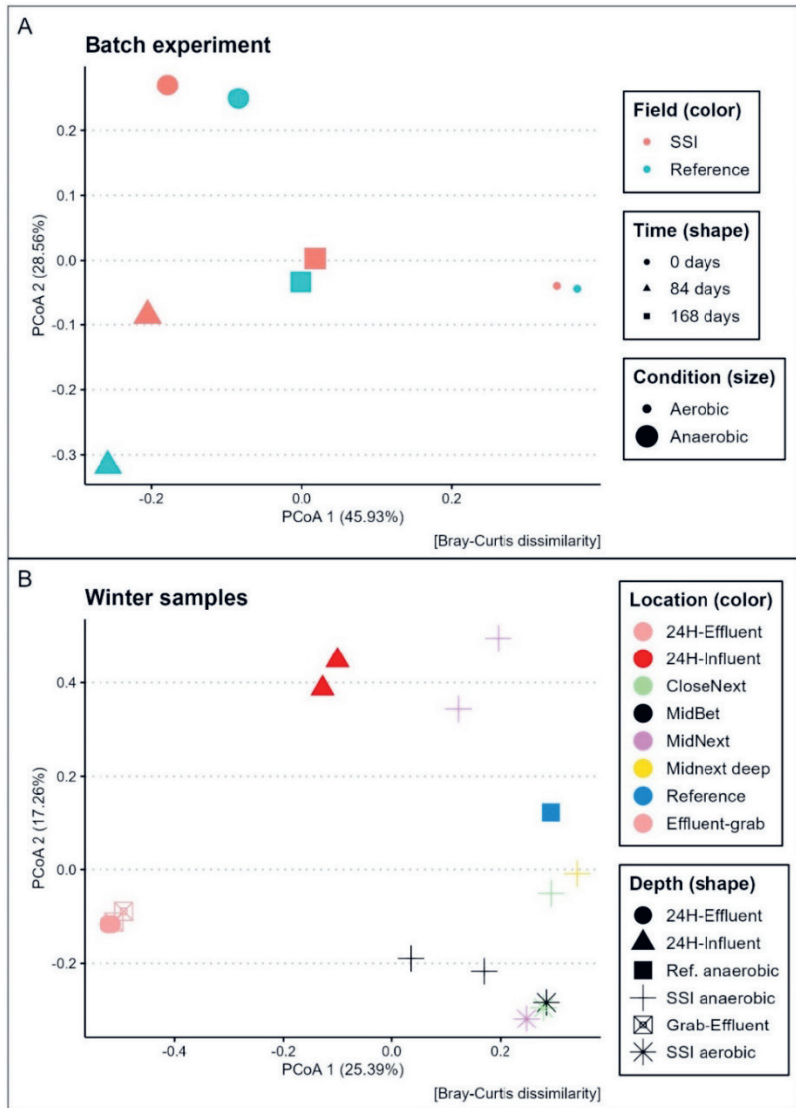 A
Batch experiment
0.2
0.1
0.0
-0.1
-0.2
-0.3
PCoA 2 (28.56%)
-0.2
0.0
0.2
PCoA 1 (45.93%)
[Bray-Curtis dissimilarity]
Field (color)
SSI
Reference
Time (shape)
0 days
84 days
168 days
Condition (size)
Aerobic
Anaerobic
B
Winter samples
0.4
0.2
0.0
-0.2
PCoA 2 (17.26%)
-0.4
-0.2
0.0
0.2
PCoA 1 (25.39%)
[Bray-Curtis dissimilarity]
Location (color)
24H-Effluent
24H-Influent
CloseNext
MidBet
MidNext
Midnext deep
Reference
Effluent-grab
Depth (shape)
24H-Effluent
24H-Influent
Ref. anaerobic
SSI anaerobic
Grab-Effluent
SSI aerobic